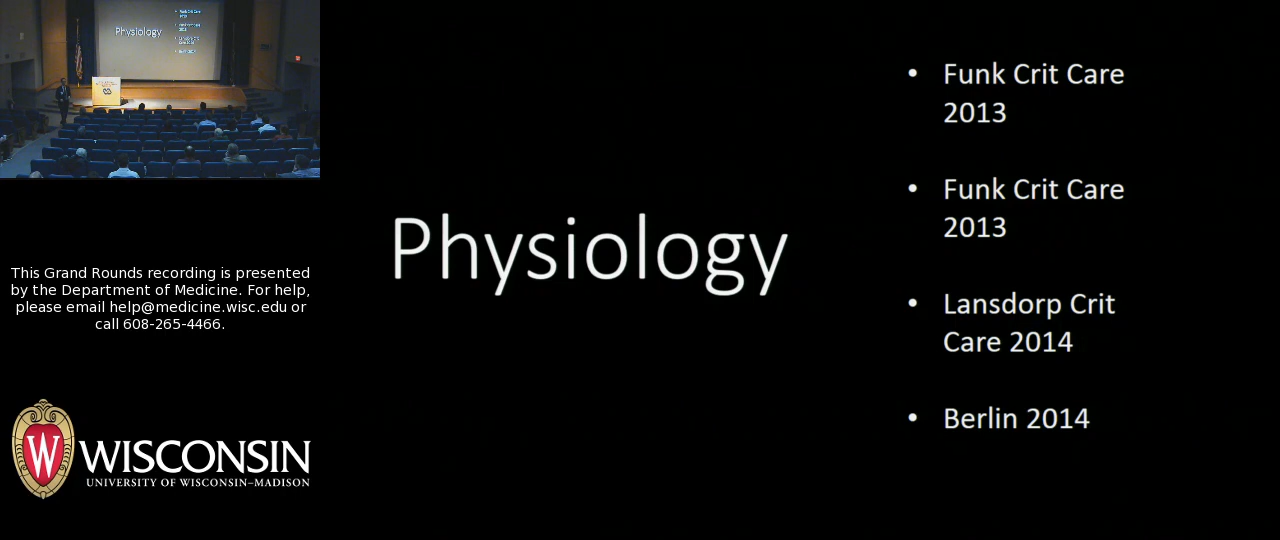 Physiology
• Funk Crit Care
2013
• Funk Crit Care
2013
• Lansdorp Crit
Care 2014
• Berlin 2014
Physiology
This Grand Rounds recording is presented
by the Department of Medicine. For help,
please email help@medicine.wisc.edu or
call 608-265-4466.
W WISCONSIN
UNIVERSITY OF WISCONSIN–MADISON